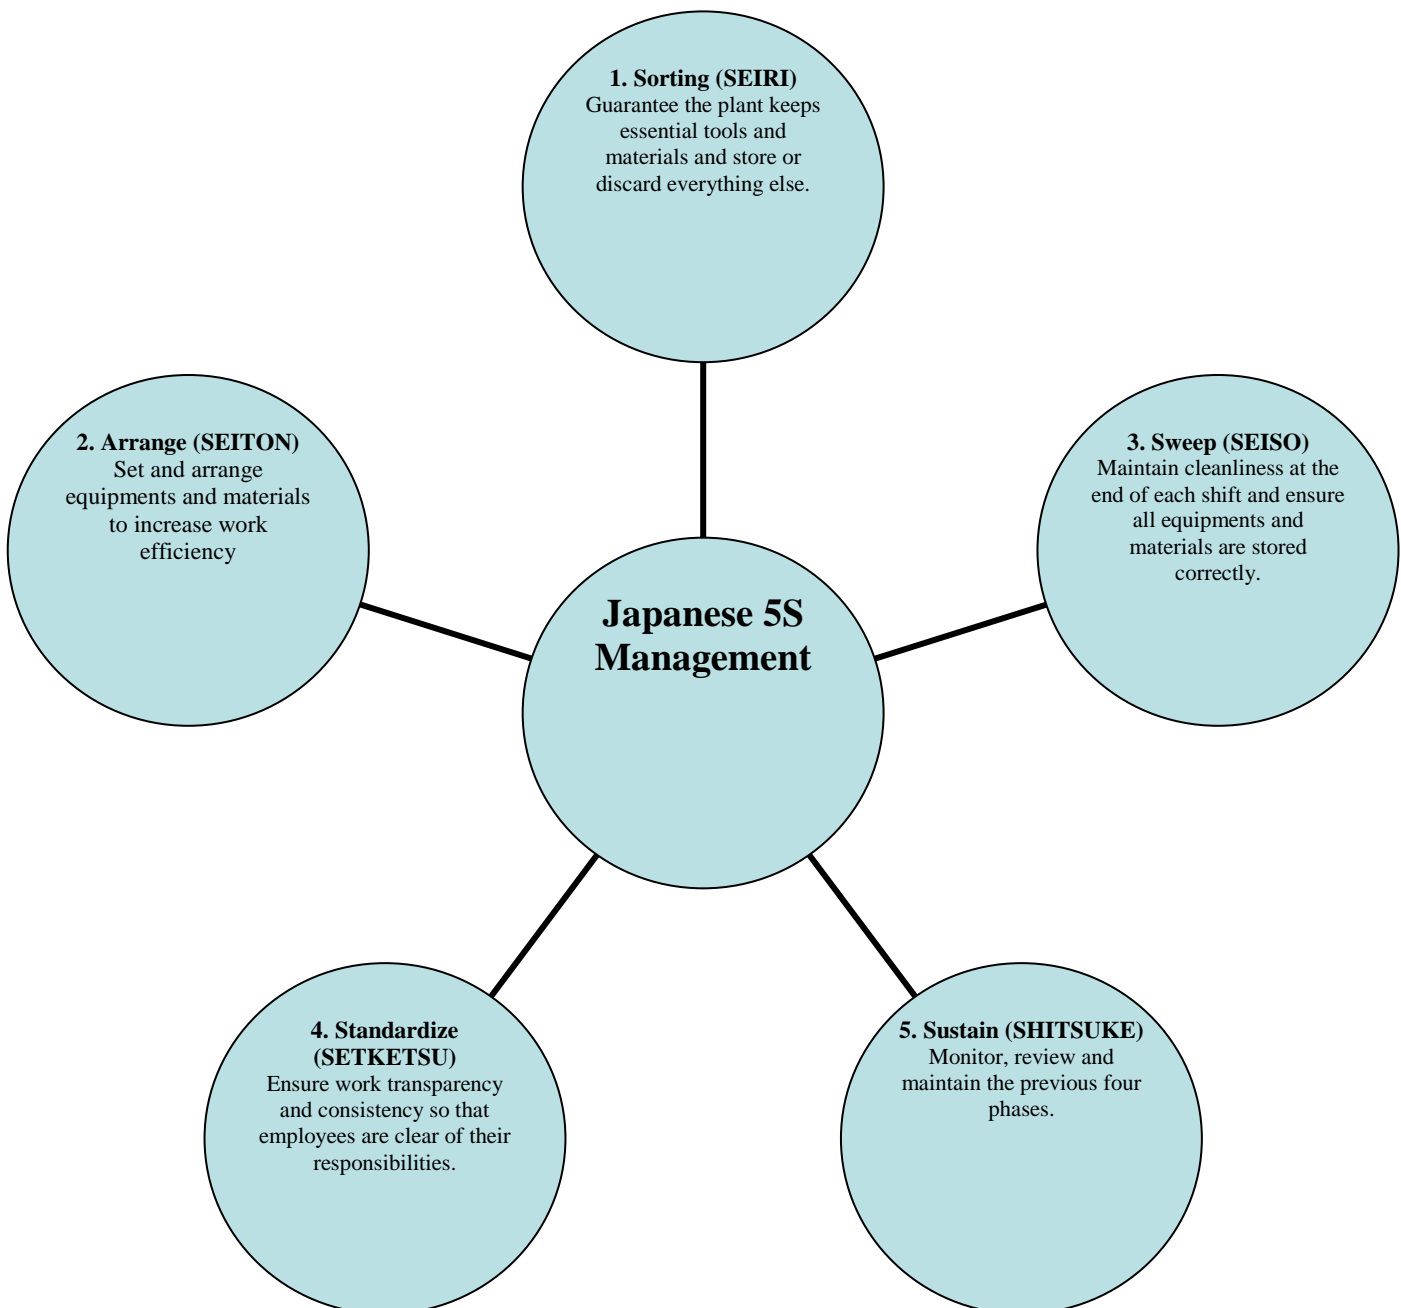 1. Sorting (SEIRI)
Guarantee the plant keeps
essential tools and
materials and store or
discard everything else.
2. Arrange (SEITON)
Set and arrange
equipments and materials
to increase work
efficiency
3. Sweep (SEISO)
Maintain cleanliness at the
end of each shift and ensure
all equipments and
materials are stored
correctly.
Japanese 5S
Management
4. Standardize
(SETKETSU)
Ensure work transparency
and consistency so that
employees are clear of their
responsibilities.
5. Sustain (SHITSUKE)
Monitor, review and
maintain the previous four
phases.